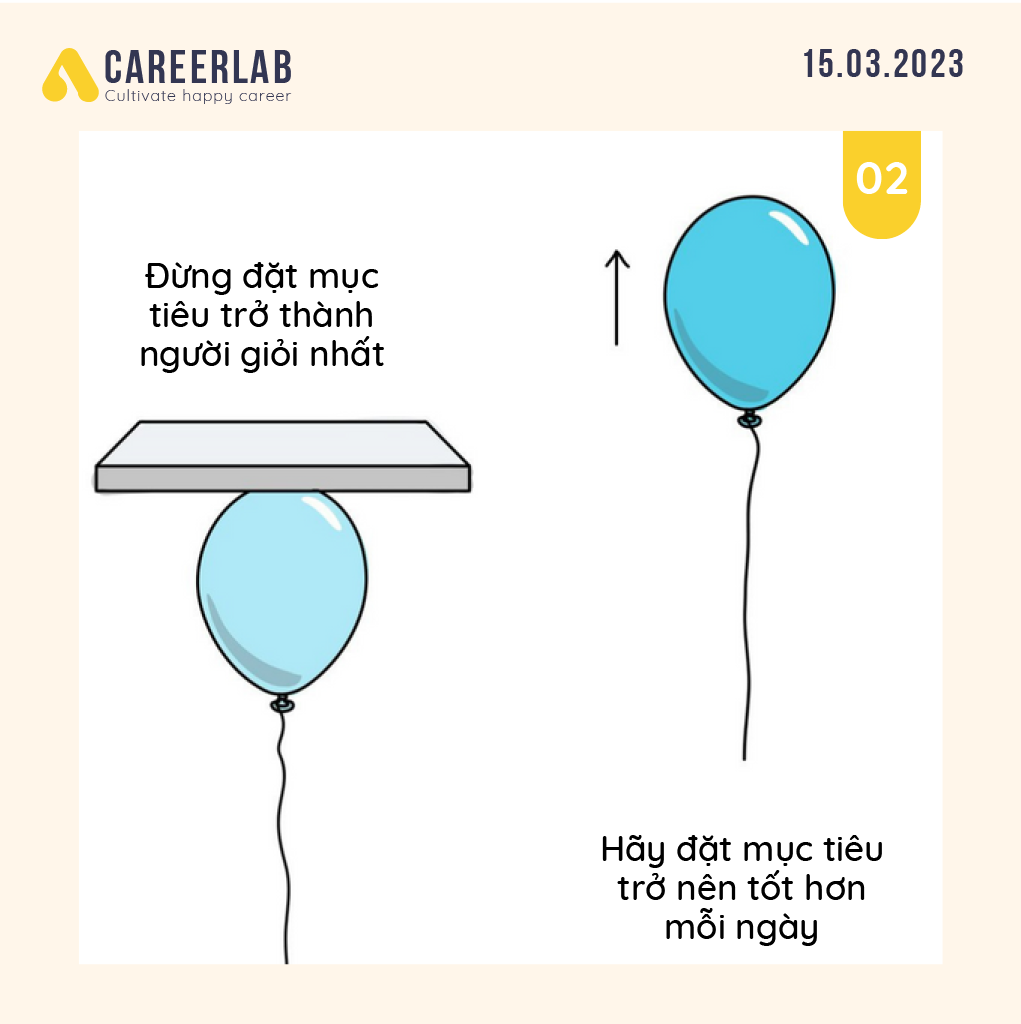 CAREERLAB
Cultivate happy career
15.03.2023
02
Đừng đặt mục
tiêu trở thành
người giỏi nhất
Hãy đặt mục tiêu
trở nên tốt hơn
mỗi ngày